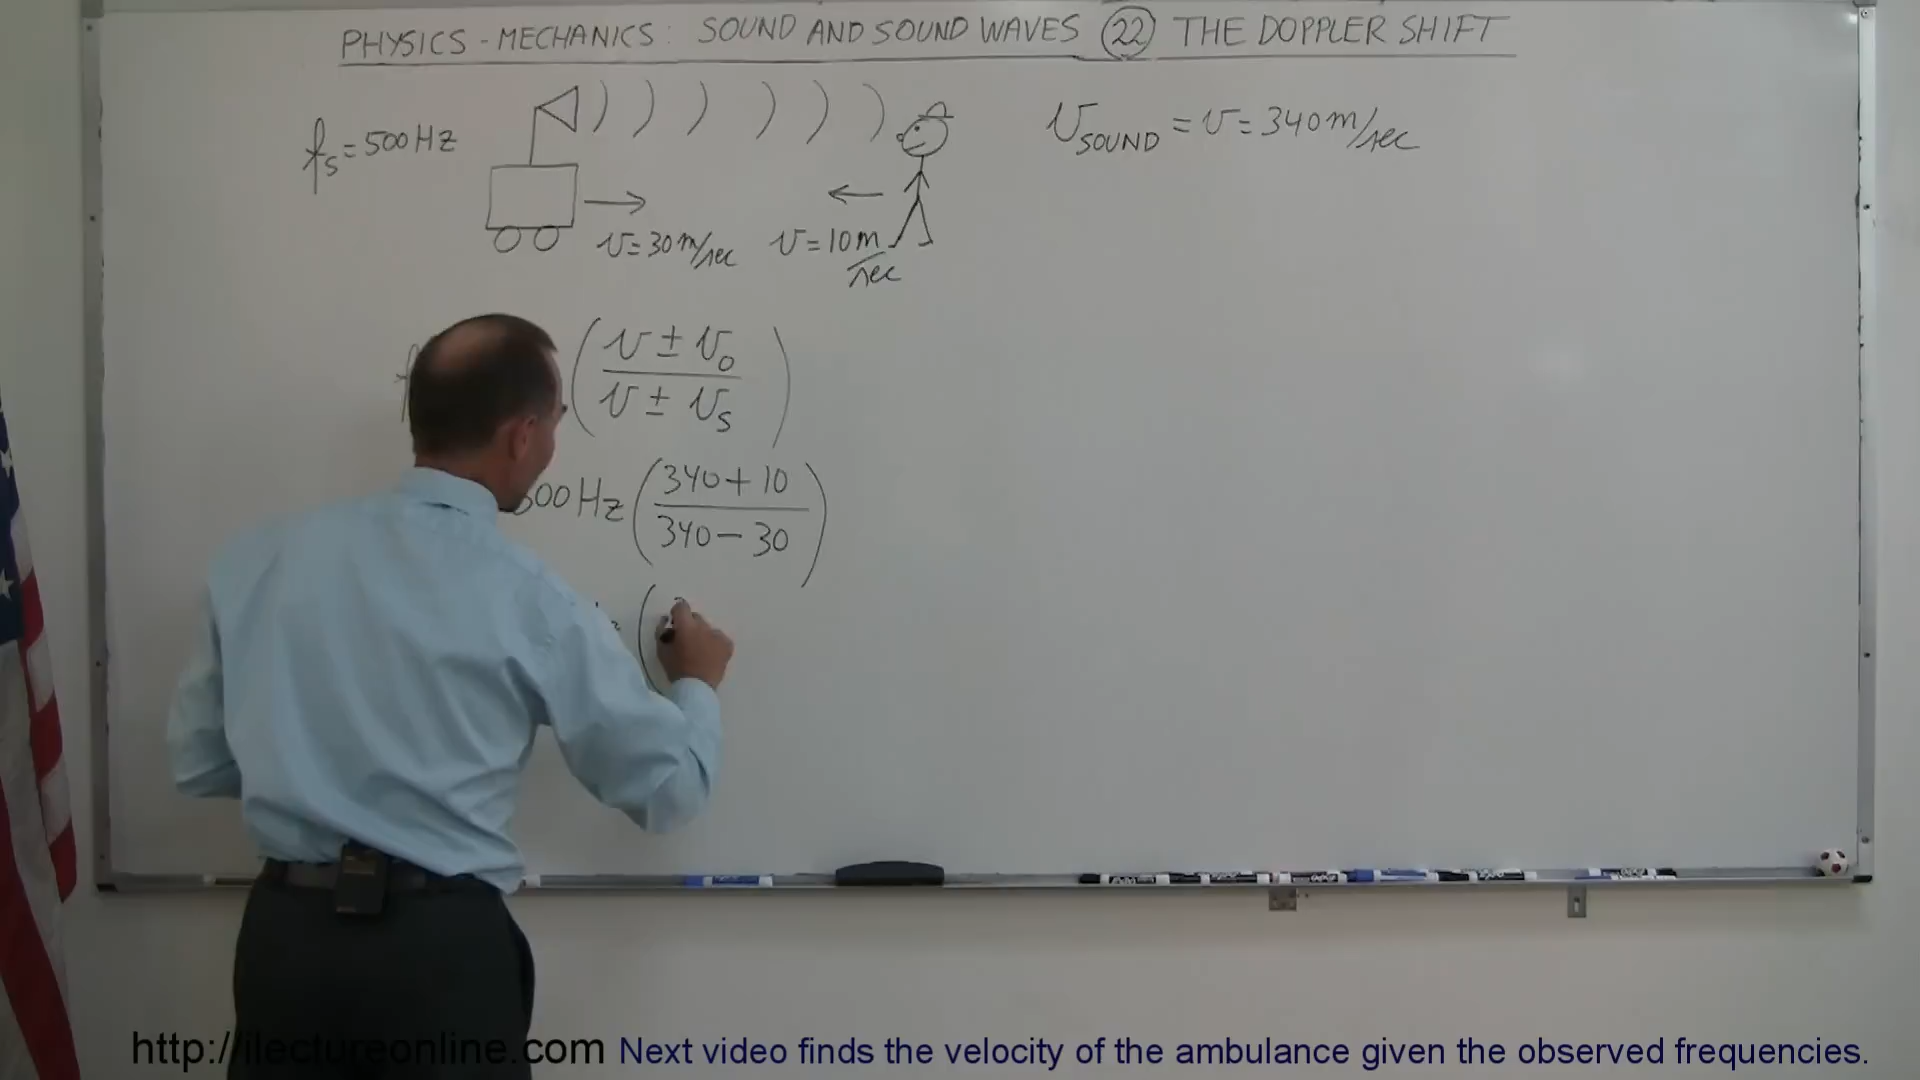 PHYSICS - MECHANICS: SOUND AND SOUND WAVES 22 THE DOPPLER SHIFT
fs = 500 Hz
v = 30 m/sec
v = 10 m/sec
v SOUND = v = 340 m/sec
( v ± vo / v ± vs )
500 Hz ( 340 + 10 / 340 - 30 )
http://ilectureonline.com Next video finds the velocity of the ambulance given the observed frequencies.